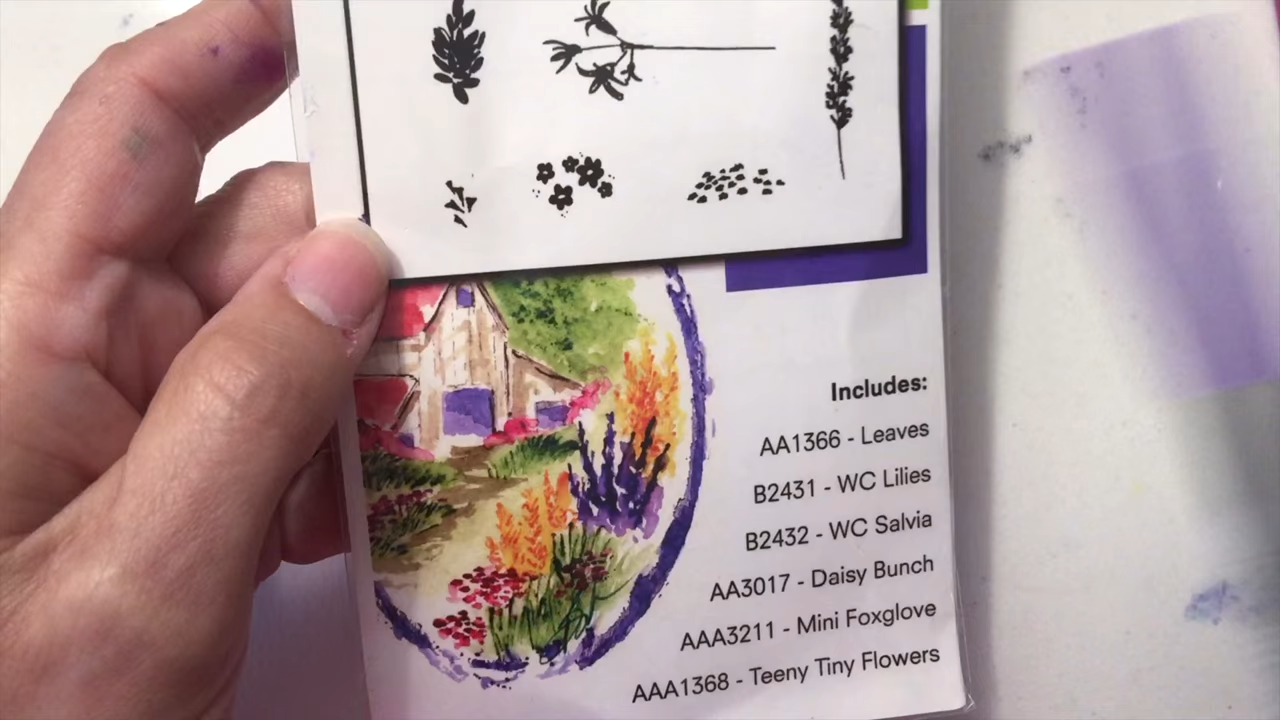 Includes:
AA1366 - Leaves
B2431 - WC Lilies
B2432 - WC Salvia
AA3017 - Daisy Bunch
AAA3211 - Mini Foxglove
AAA1368 - Teeny Tiny Flowers